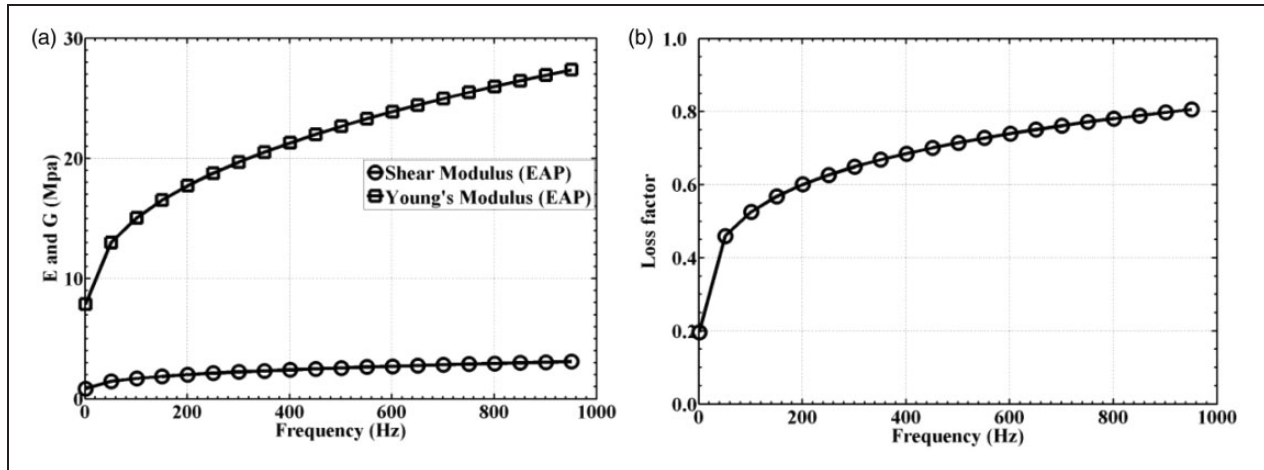 (a)
30
20
10
0
E and G (Mpa)
Shear Modulus (EAP)
Young's Modulus (EAP)
0 200 400 600 800 1000
Frequency (Hz)
(b)
1.0
0.8
0.6
0.4
0.2
0.0
Loss factor
0 200 400 600 800 1000
Frequency (Hz)